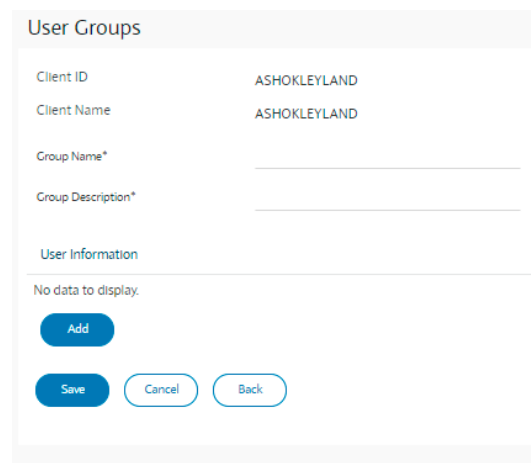 User Groups
Client ID ASHOKLEYLAND
Client Name ASHOKLEYLAND
Group Name*
Group Description*
User Information
No data to display.
Add
Save Cancel Back